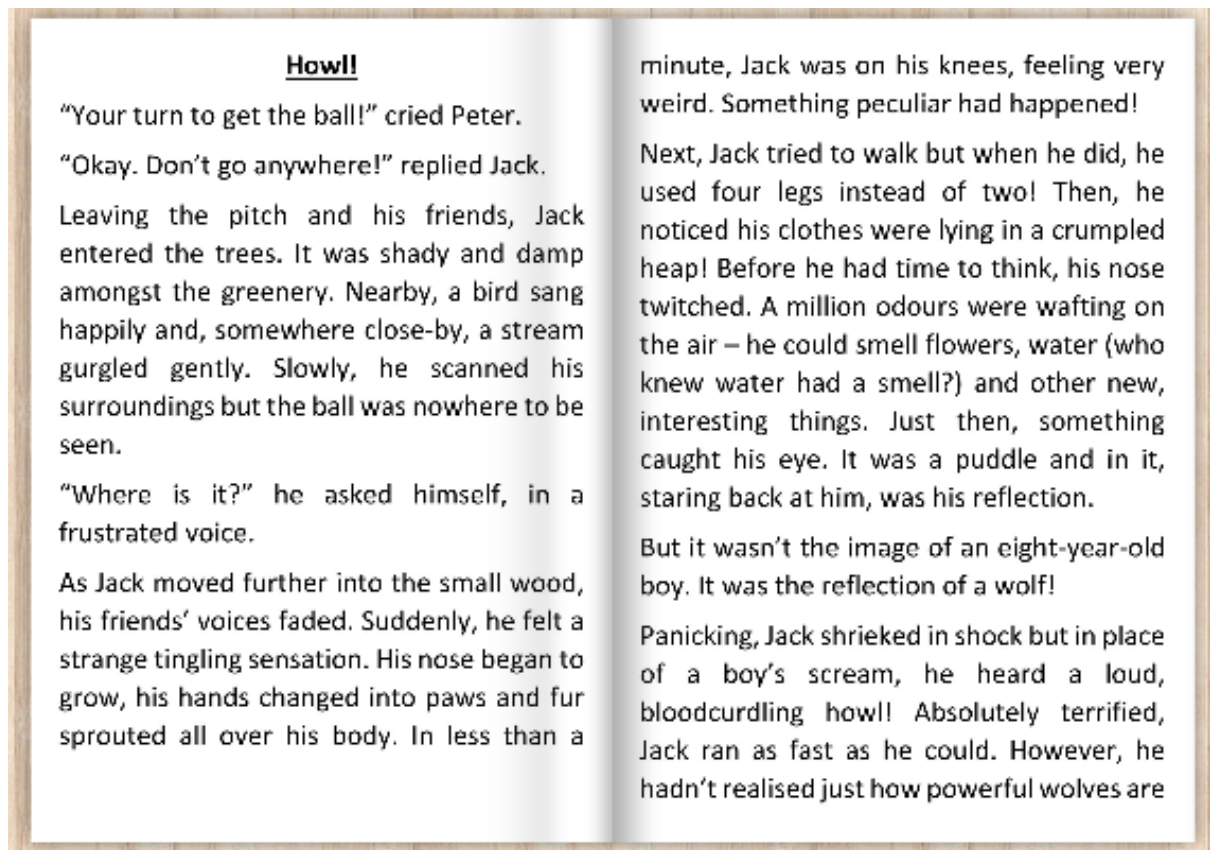 Howl!
“Your turn to get the ball!” cried Peter.
“Okay. Don’t go anywhere!” replied Jack.
Leaving the pitch and his friends, Jack
entered the trees. It was shady and damp
amongst the greenery. Nearby, a bird sang
happily and, somewhere close-by, a stream
gurgled gently. Slowly, he scanned his
surroundings but the ball was nowhere to be
seen.
“Where is it?” he asked himself, in a
frustrated voice.
As Jack moved further into the small wood,
his friends’ voices faded. Suddenly, he felt a
strange tingling sensation. His nose began to
grow, his hands changed into paws and fur
sprouted all over his body. In less than a
minute, Jack was on his knees, feeling very
weird. Something peculiar had happened!
Next, Jack tried to walk but when he did, he
used four legs instead of two! Then, he
noticed his clothes were lying in a crumpled
heap! Before he had time to think, his nose
twitched. A million odours were wafting on
the air – he could smell flowers, water (who
knew water had a smell?) and other new,
interesting things. Just then, something
caught his eye. It was a puddle and in it,
staring back at him, was his reflection.
But it wasn’t the image of an eight-year-old
boy. It was the reflection of a wolf!
Panicking, Jack shrieked in shock but in place
of a boy’s scream, he heard a loud,
bloodcurdling howl! Absolutely terrified,
Jack ran as fast as he could. However, he
hadn’t realised just how powerful wolves are